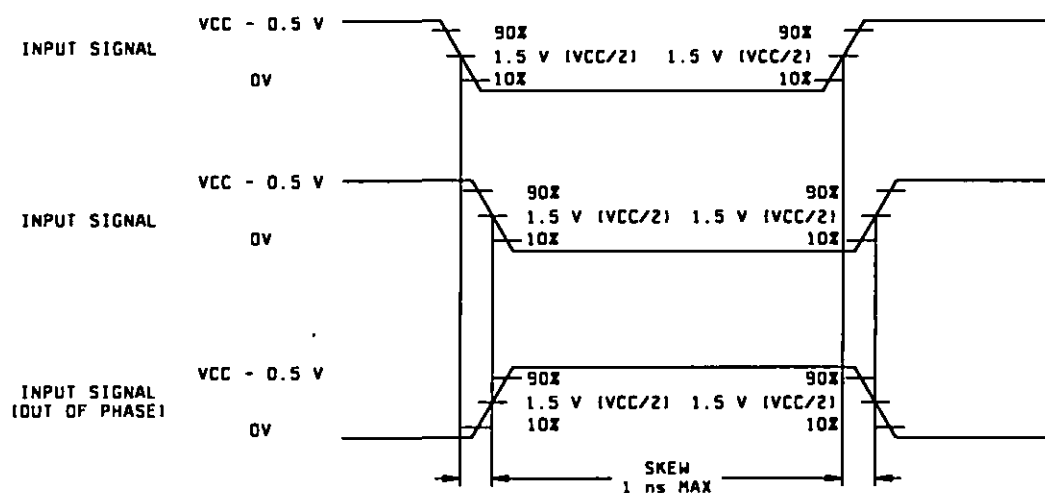 VCC - 0.5 V
90% 90%
INPUT SIGNAL 1.5 V (VCC/2) 1.5 V (VCC/2)
0V 10% 10%
VCC - 0.5 V
90% 90%
INPUT SIGNAL 1.5 V (VCC/2) 1.5 V (VCC/2)
0V 10% 10%
VCC - 0.5 V
90% 90%
INPUT SIGNAL
(OUT OF PHASE) 1.5 V (VCC/2) 1.5 V (VCC/2)
0V 10% 10%
SKEW
1 ns MAX